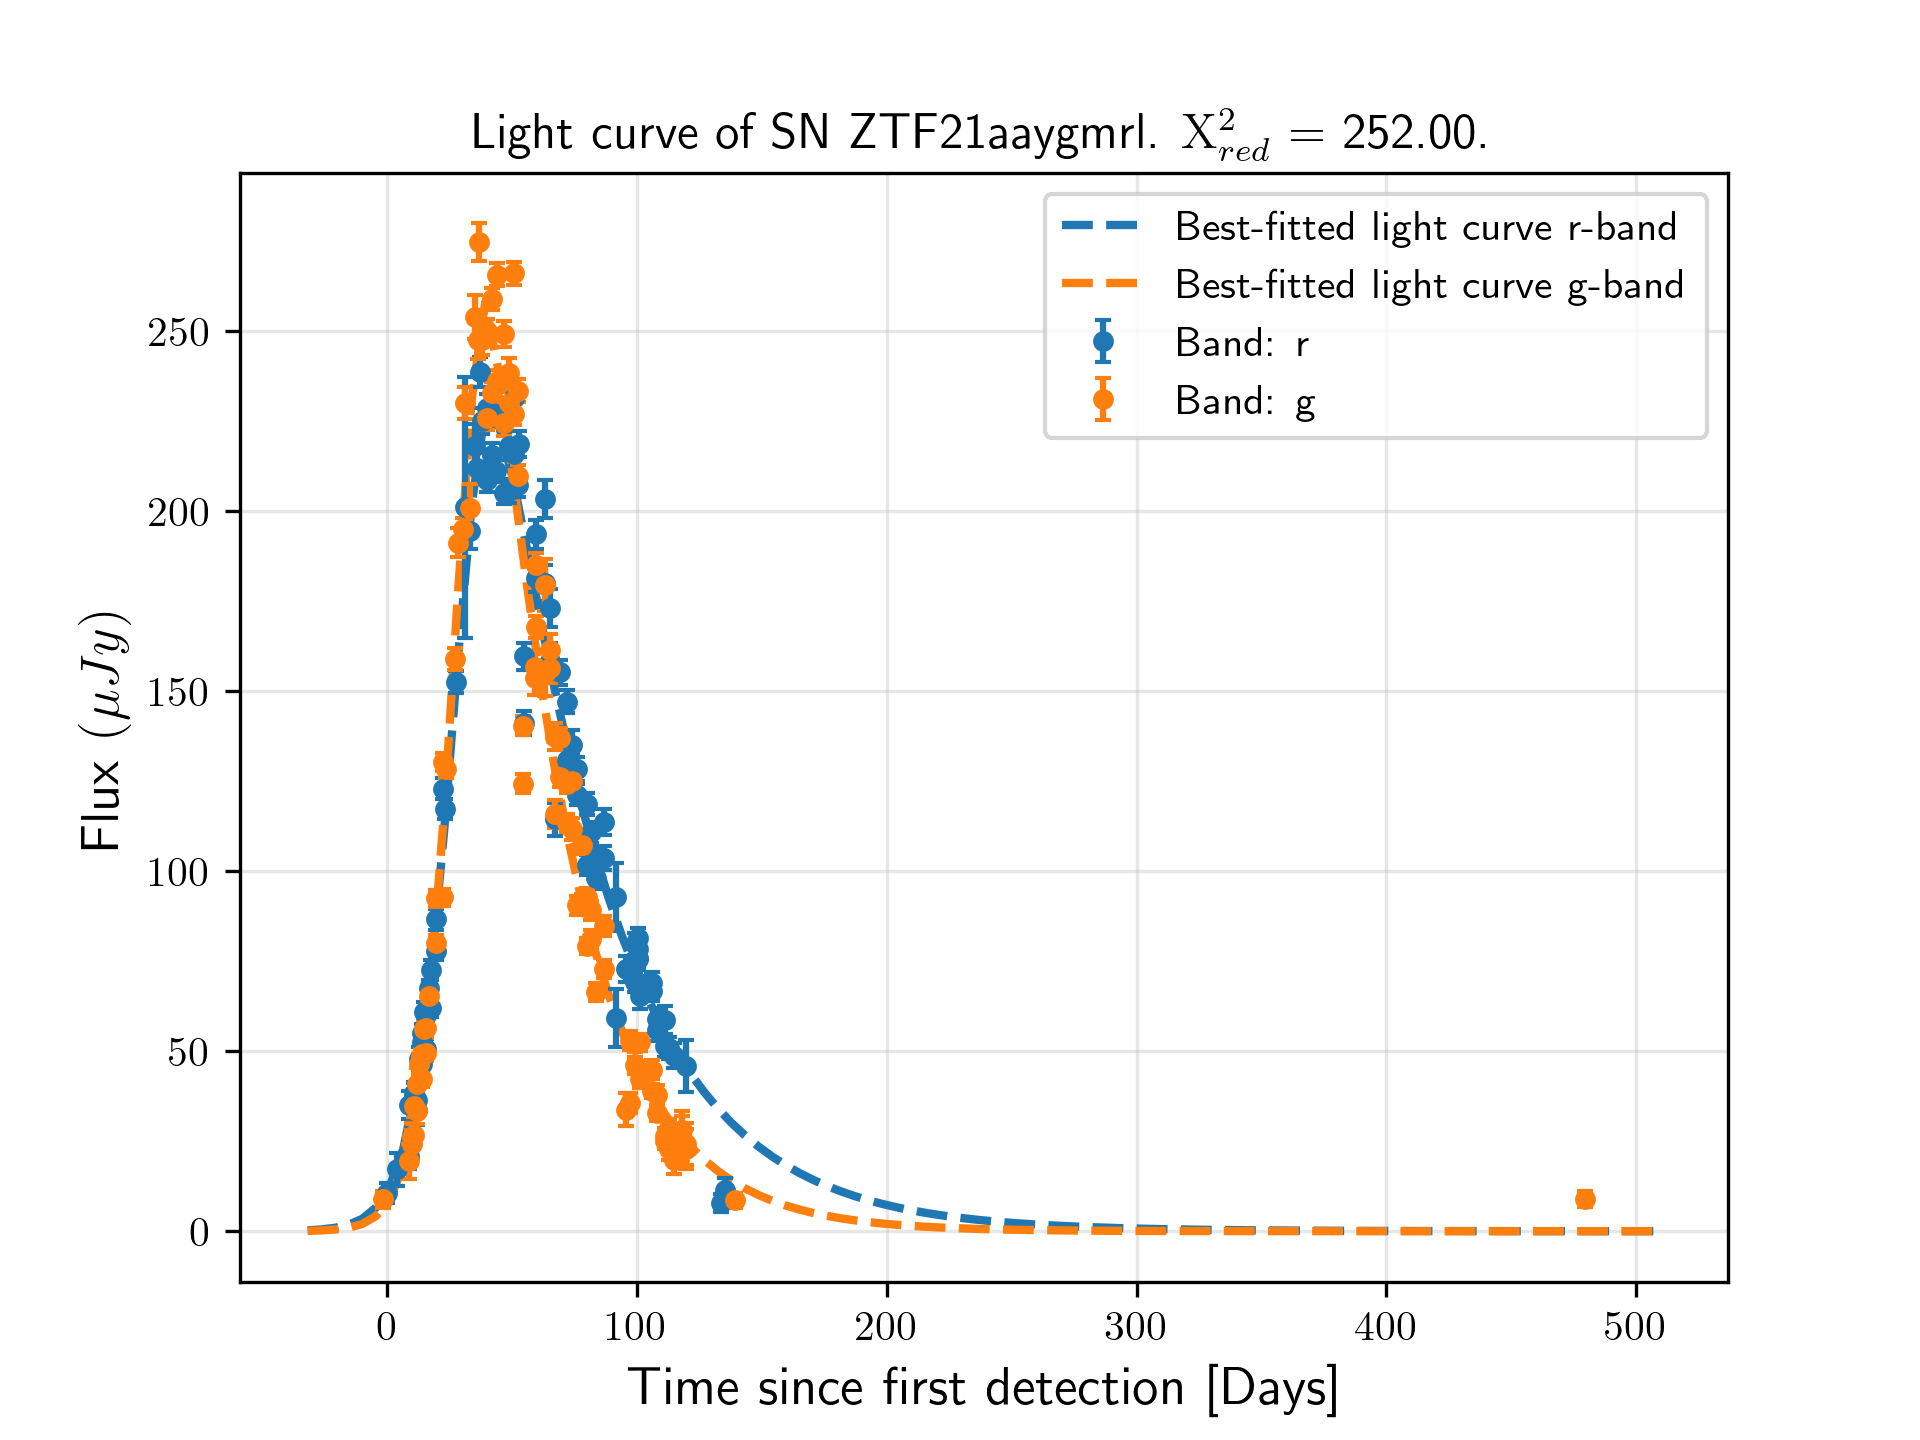 Light curve of SN ZTF21aaygmrl. X²_red = 252.00.
Best-fitted light curve r-band
Best-fitted light curve g-band
Band: r
Band: g
250
200
150
100
50
0
Flux (μJy)
0 100 200 300 400 500
Time since first detection [Days]